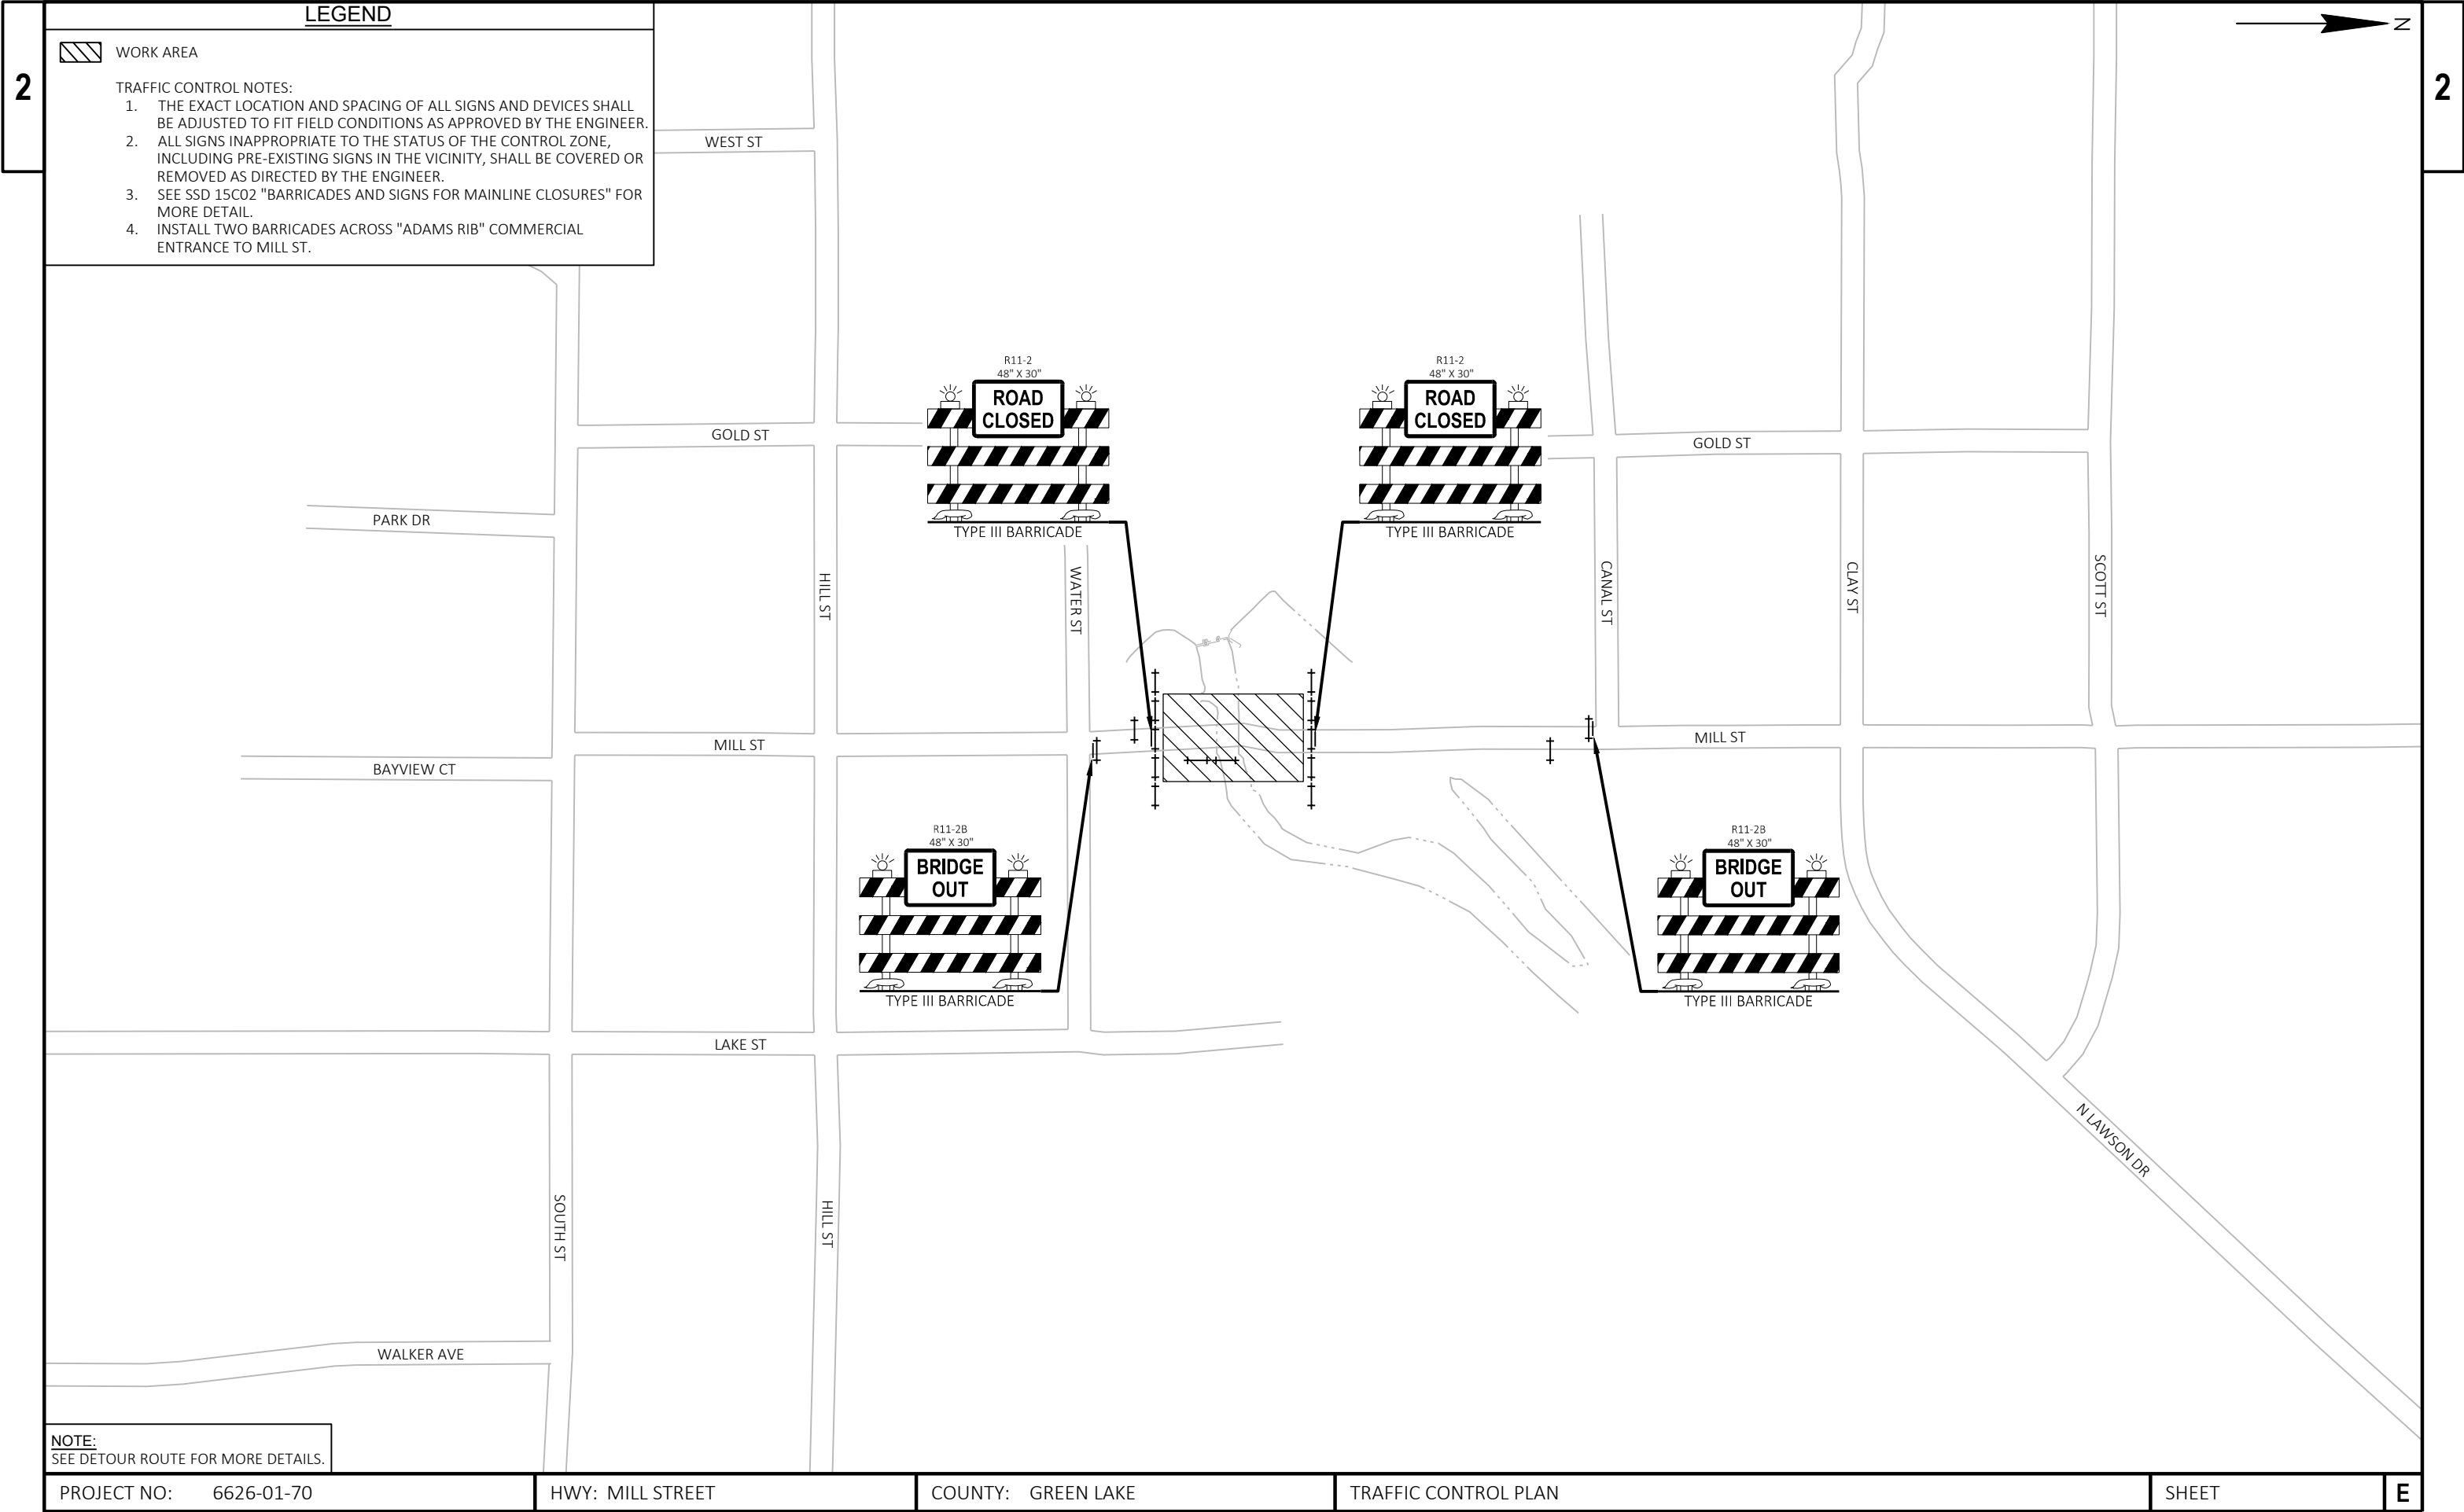 LEGEND
WORK AREA
TRAFFIC CONTROL NOTES:
1. THE EXACT LOCATION AND SPACING OF ALL SIGNS AND DEVICES SHALL
BE ADJUSTED TO FIT FIELD CONDITIONS AS APPROVED BY THE ENGINEER.
2. ALL SIGNS INAPPROPRIATE TO THE STATUS OF THE CONTROL ZONE,
INCLUDING PRE-EXISTING SIGNS IN THE VICINITY, SHALL BE COVERED OR
REMOVED AS DIRECTED BY THE ENGINEER.
3. SEE SSD 15C02 "BARRICADES AND SIGNS FOR MAINLINE CLOSURES" FOR
MORE DETAIL.
4. INSTALL TWO BARRICADES ACROSS "ADAMS RIB" COMMERCIAL
ENTRANCE TO MILL ST.
2
2
N
WEST ST
R11-2
48" X 30"
ROAD
CLOSED
TYPE III BARRICADE
R11-2
48" X 30"
ROAD
CLOSED
TYPE III BARRICADE
GOLD ST
GOLD ST
PARK DR
HILL ST
WATER ST
CANAL ST
CLAY ST
SCOTT ST
MILL ST
MILL ST
BAYVIEW CT
R11-2B
48" X 30"
BRIDGE
OUT
TYPE III BARRICADE
R11-2B
48" X 30"
BRIDGE
OUT
TYPE III BARRICADE
LAKE ST
N LAWSON DR
SOUTH ST
HILL ST
WALKER AVE
NOTE:
SEE DETOUR ROUTE FOR MORE DETAILS.
PROJECT NO: 6626-01-70
HWY: MILL STREET
COUNTY: GREEN LAKE
TRAFFIC CONTROL PLAN
SHEET
E